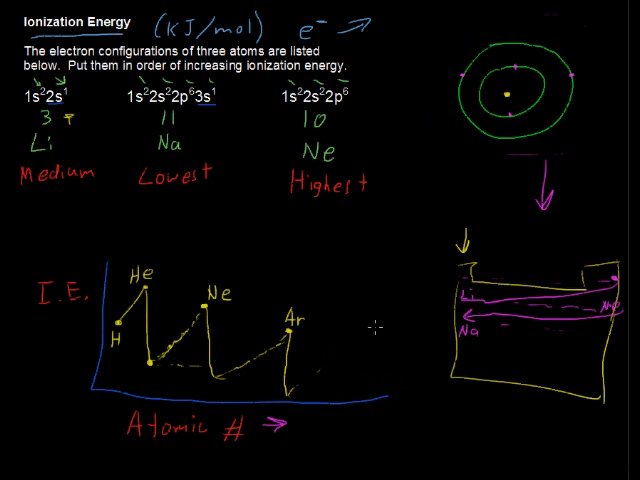 Ionization Energy (KJ/mol) e⁻
The electron configurations of three atoms are listed
below. Put them in order of increasing ionization energy.
1s²2s¹ 1s²2s²2p⁶3s¹ 1s²2s²2p⁶
3 11 10
Li Na Ne
Medium Lowest Highest
He
I.E. Ne
H Ar
Li
Ne
Na
Atomic #